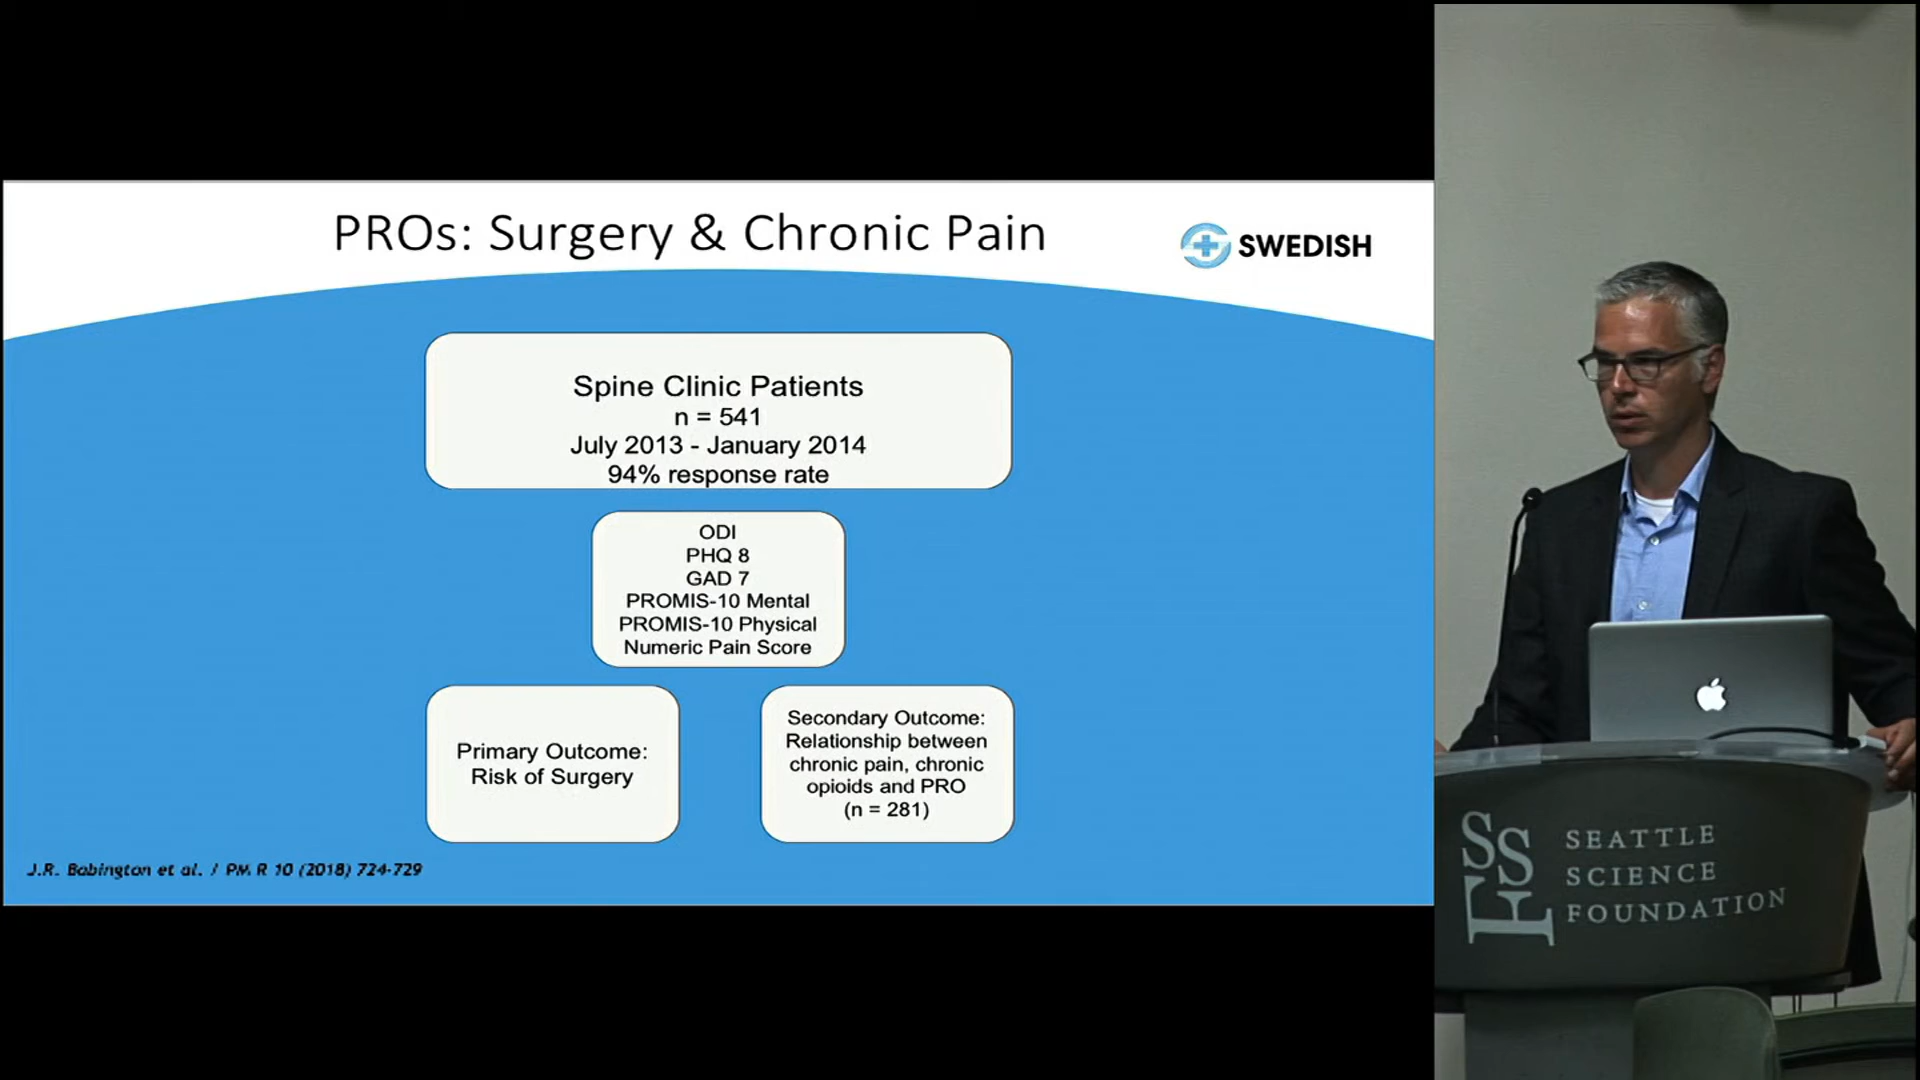 PROs: Surgery & Chronic Pain
SWEDISH
Spine Clinic Patients
n = 541
July 2013 - January 2014
94% response rate
ODI
PHQ 8
GAD 7
PROMIS-10 Mental
PROMIS-10 Physical
Numeric Pain Score
Primary Outcome:
Risk of Surgery
Secondary Outcome:
Relationship between
chronic pain, chronic
opioids and PRO
(n = 281)
J.R. Babington et al. / PM R 10 (2018) 724-729
SSF
SEATTLE
SCIENCE
FOUNDATION